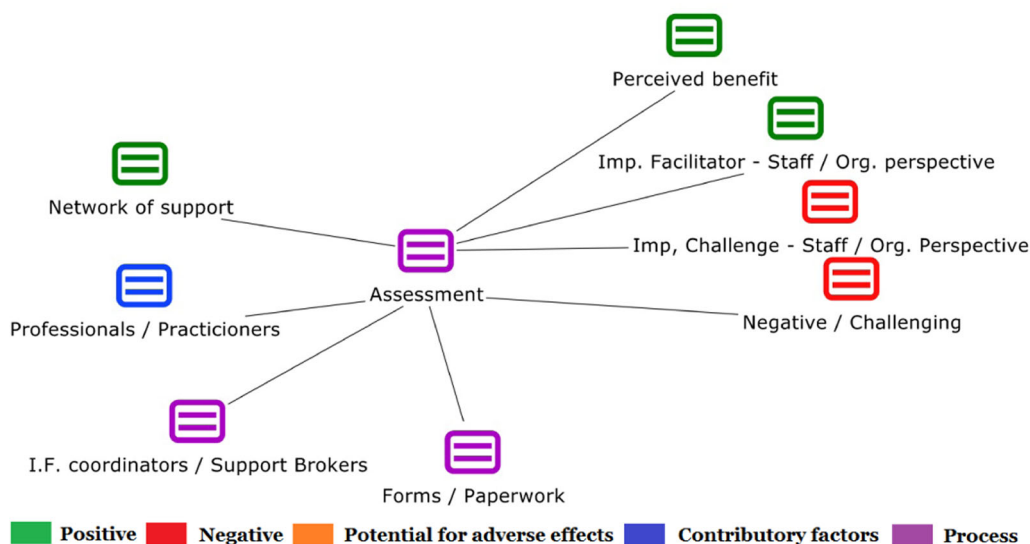 Perceived benefit
Imp. Facilitator - Staff / Org. perspective
Network of support
Imp, Challenge - Staff / Org. Perspective
Assessment
Professionals / Practicioners
Negative / Challenging
I.F. coordinators / Support Brokers
Forms / Paperwork
Positive Negative Potential for adverse effects Contributory factors Process